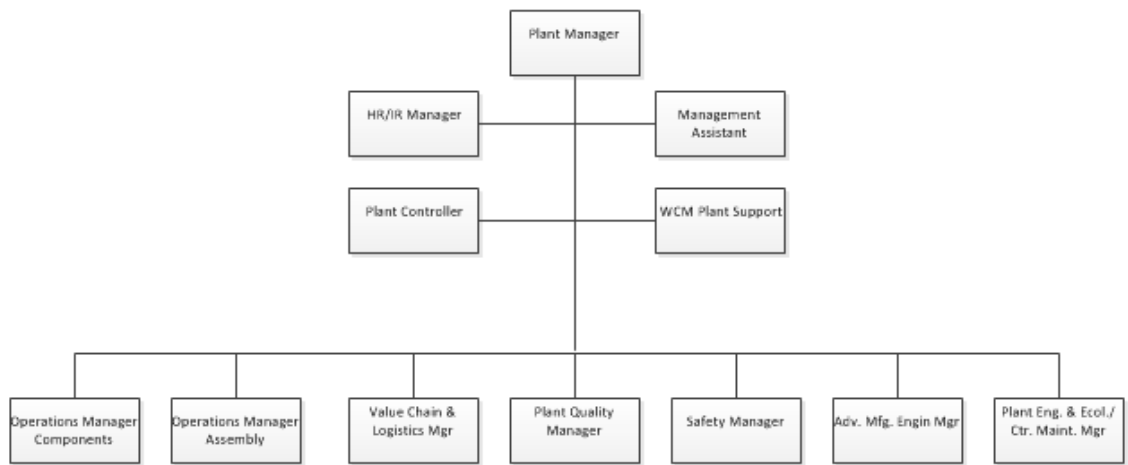 Plant Manager
HR/IR Manager
Management
Assistant
Plant Controller
WCM Plant Support
Operations Manager
Components
Operations Manager
Assembly
Value Chain &
Logistics Mgr
Plant Quality
Manager
Safety Manager
Adv. Mfg. Engin Mgr
Plant Eng. & Ecol./
Ctr. Maint. Mgr